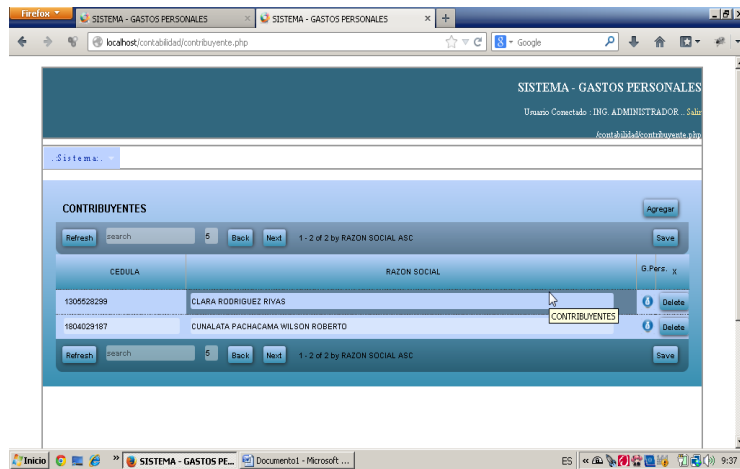 Firefox
SISTEMA - GASTOS PERSONALES × SISTEMA - GASTOS PERSONALES × +
localhost/contabilidad/contribuyente.php Google
SISTEMA - GASTOS PERSONALES
Usuario Conectado : ING. ADMINISTRADOR... Salir
/contabilidad/contribuyente.php
..Sistema:..
CONTRIBUYENTES Agregar
Refresh search 5 Back Next 1 - 2 of 2 by RAZON SOCIAL ASC Save
CEDULA RAZON SOCIAL G.Pers. X
1305528299 CLARA RODRIGUEZ RIVAS Delete
CONTRIBUYENTES
1804029187 CUNALATA PACHACAMA WILSON ROBERTO Delete
Refresh search 5 Back Next 1 - 2 of 2 by RAZON SOCIAL ASC Save
Inicio » SISTEMA - GASTOS PE... Documento1 - Microsoft ... ES « 9:37